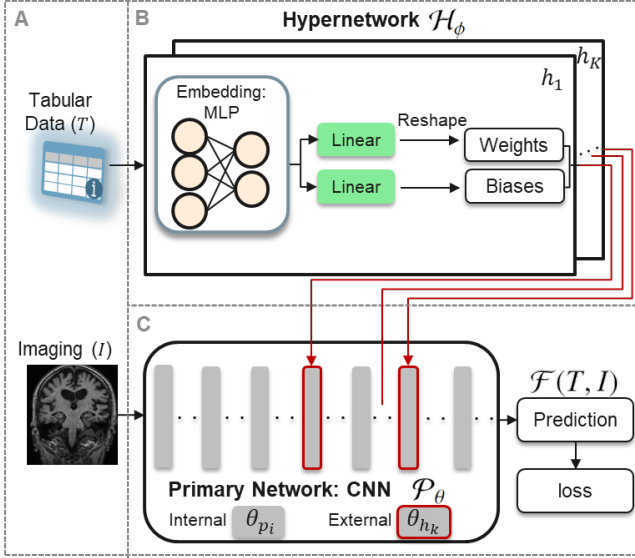 A
B
Hypernetwork ℋ_ϕ
h_K
h_1
Tabular
Data (T)
i
Embedding:
MLP
Linear
Reshape
Weights
Linear
Biases
C
Imaging (I)
ℱ(T, I)
Prediction
loss
Primary Network: CNN 𝒫_θ
Internal θ_{p_i} External θ_{h_k}